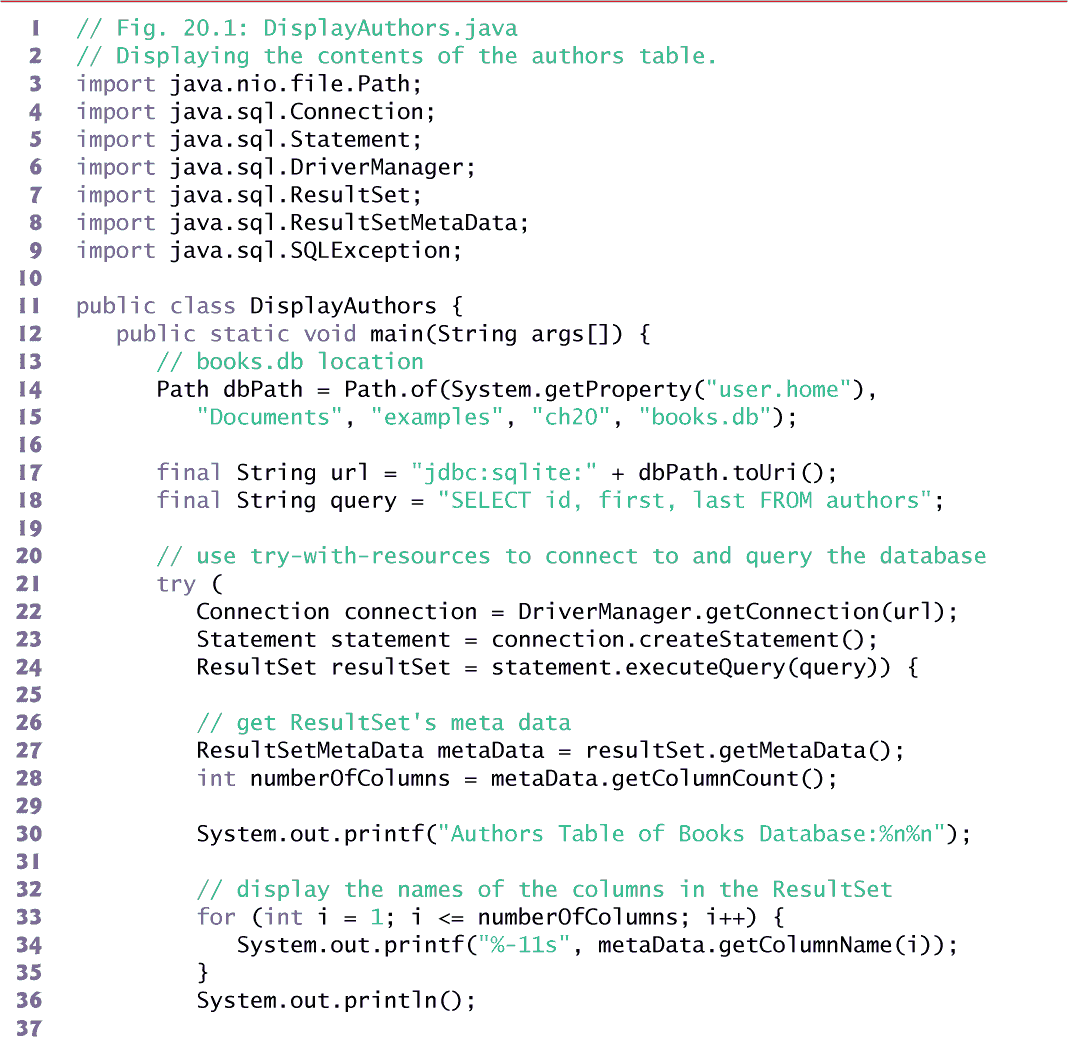 1 // Fig. 20.1: DisplayAuthors.java
2 // Displaying the contents of the authors table.
3 import java.nio.file.Path;
4 import java.sql.Connection;
5 import java.sql.Statement;
6 import java.sql.DriverManager;
7 import java.sql.ResultSet;
8 import java.sql.ResultSetMetaData;
9 import java.sql.SQLException;
10
11 public class DisplayAuthors {
12    public static void main(String args[]) {
13       // books.db location
14       Path dbPath = Path.of(System.getProperty("user.home"),
15          "Documents", "examples", "ch20", "books.db");
16
17       final String url = "jdbc:sqlite:" + dbPath.toUri();
18       final String query = "SELECT id, first, last FROM authors";
19
20       // use try-with-resources to connect to and query the database
21       try (
22          Connection connection = DriverManager.getConnection(url);
23          Statement statement = connection.createStatement();
24          ResultSet resultSet = statement.executeQuery(query)) {
25
26          // get ResultSet's meta data
27          ResultSetMetaData metaData = resultSet.getMetaData();
28          int numberOfColumns = metaData.getColumnCount();
29
30          System.out.printf("Authors Table of Books Database:%n%n");
31
32          // display the names of the columns in the ResultSet
33          for (int i = 1; i <= numberOfColumns; i++) {
34             System.out.printf("%-11s", metaData.getColumnName(i));
35          }
36          System.out.println();
37